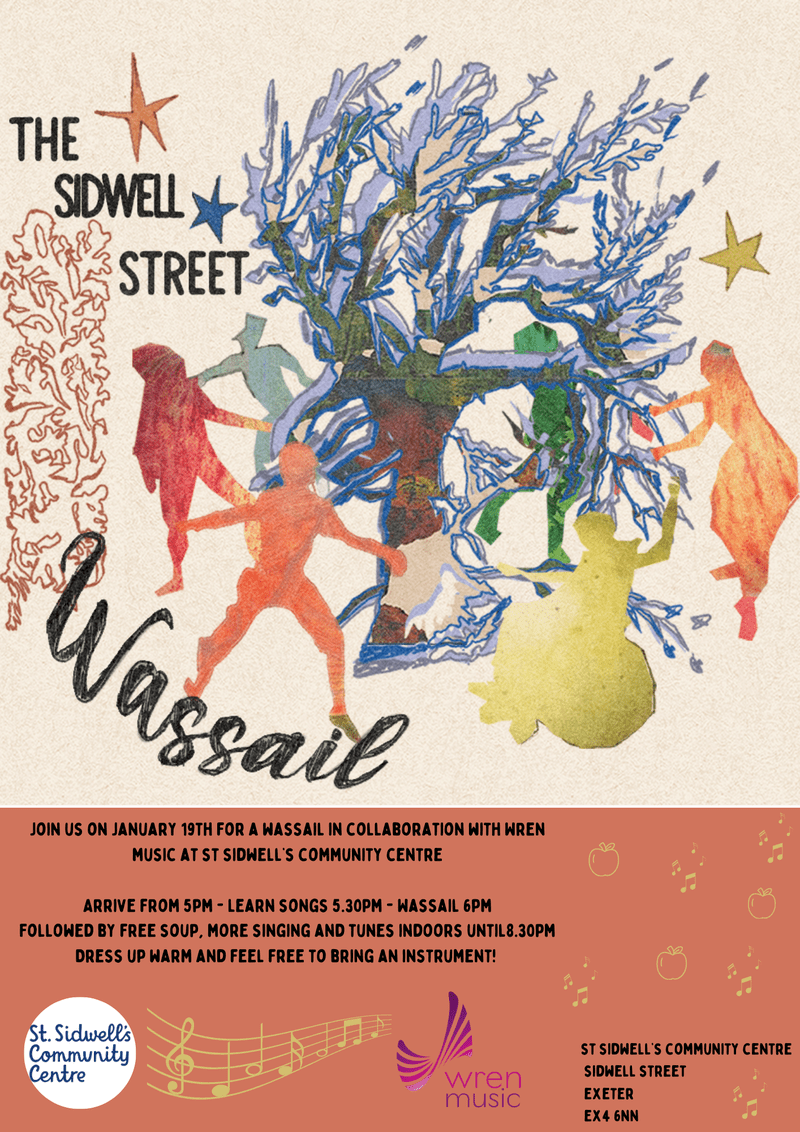 THE
SIDWELL
STREET
Wassail
JOIN US ON JANUARY 19TH FOR A WASSAIL IN COLLABORATION WITH WREN
MUSIC AT ST SIDWELL'S COMMUNITY CENTRE
ARRIVE FROM 5PM - LEARN SONGS 5.30PM - WASSAIL 6PM
FOLLOWED BY FREE SOUP, MORE SINGING AND TUNES INDOORS UNTIL8.30PM
DRESS UP WARM AND FEEL FREE TO BRING AN INSTRUMENT!
St. Sidwell's
Community
Centre
wren
music
ST SIDWELL'S COMMUNITY CENTRE
SIDWELL STREET
EXETER
EX4 6NN